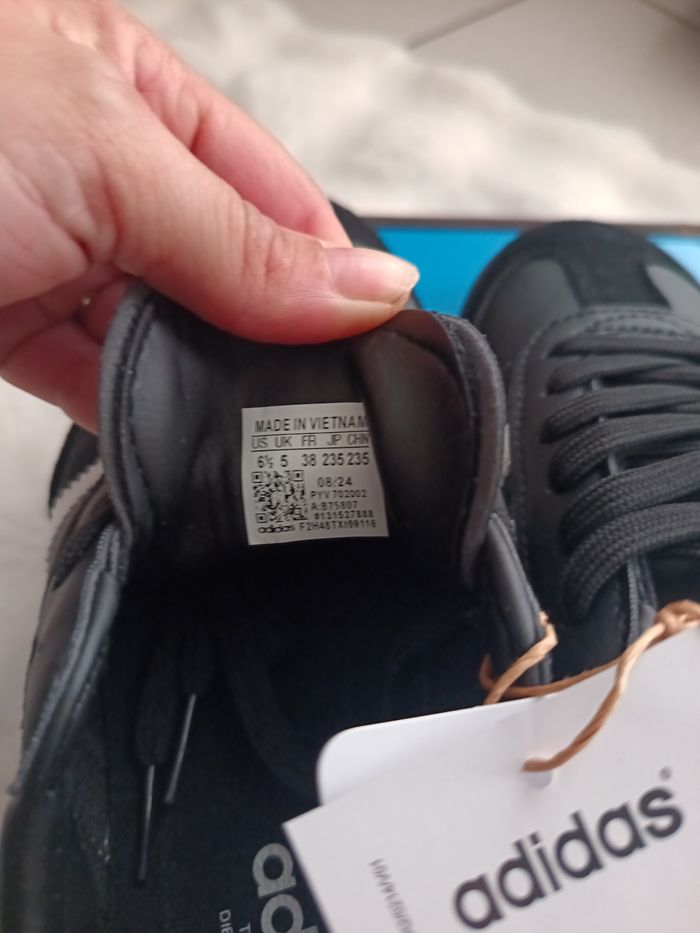 MADE IN VIETNAM
US UK FR JP CHN
6½ 5 38 235 235
08/24
PYV 702002
A:B75807
#131527888
adidas
adidas